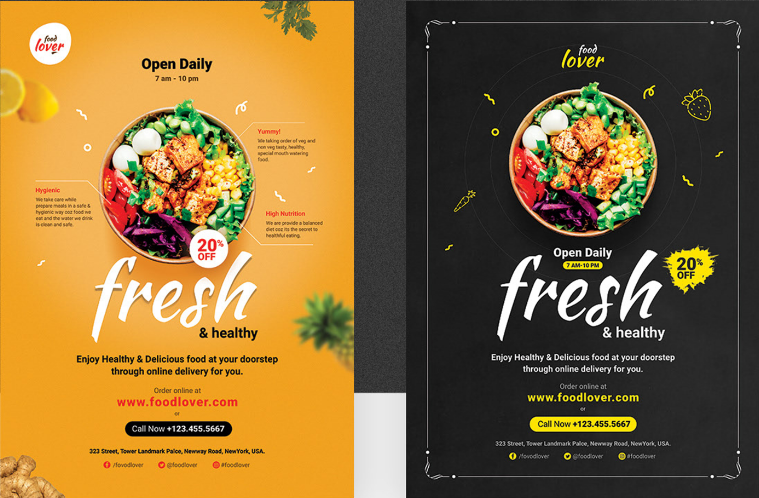 food
lover
Open Daily
7 am - 10 pm
Yummy!
We taking order of veg and
non veg tasty, healthy,
special mouth-watering
food.
Hygienic
We take care while
prepare meals in a safe &
hygienic way coz food we
eat and the water we drink
is clean and safe.
High Nutrition
We are provide a balanced
diet coz its the secret to
healthful eating.
20%
OFF
fresh
& healthy
Enjoy Healthy & Delicious food at your doorstep
through online delivery for you.
Order online at
www.foodlover.com
or
Call Now +123.455.5667
323 Street, Tower Landmark Palce, Newway Road, NewYork, USA.
/fovodlover
@foodlover
#foodlover
food
lover
Open Daily
7 AM-10 PM
20%
OFF
fresh
& healthy
Enjoy Healthy & Delicious food at your doorstep
through online delivery for you.
Order online at
www.foodlover.com
or
Call Now +123.455.5667
323 Street, Tower Landmark Palce, Newway Road, NewYork, USA.
/fovodlover
@foodlover
#foodlover